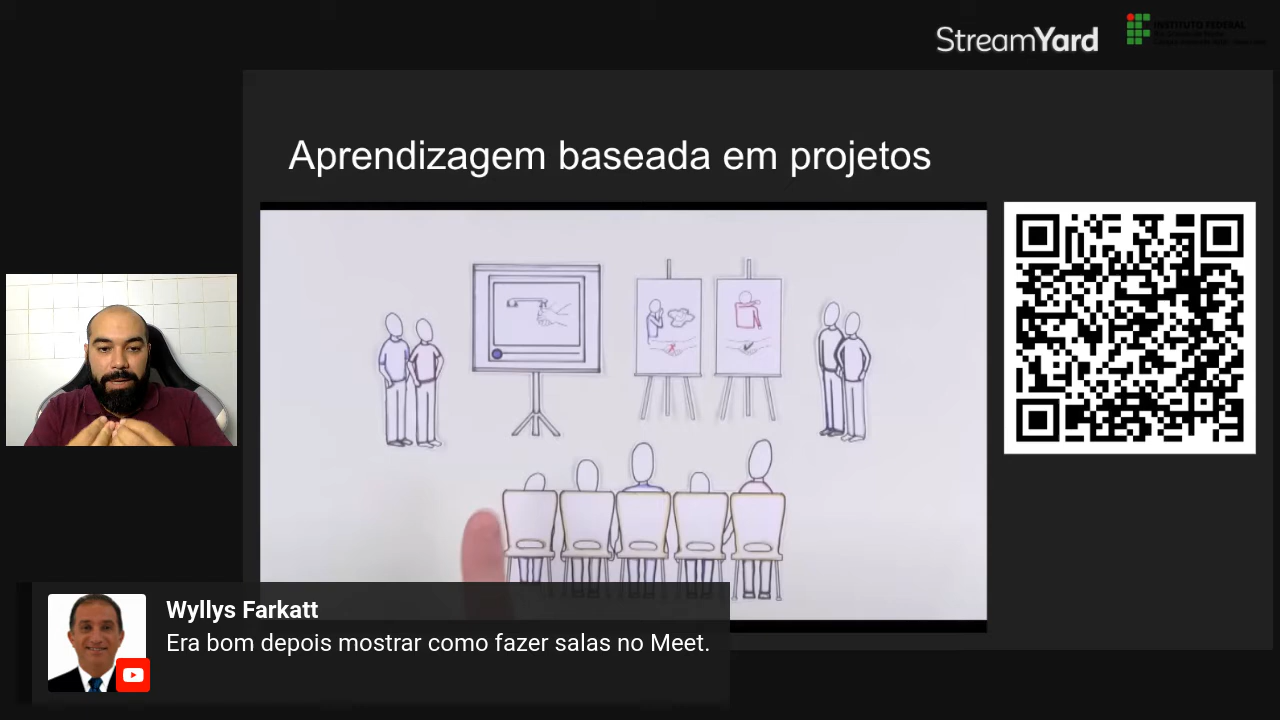 StreamYard
INSTITUTO FEDERAL
Aprendizagem baseada em projetos
Wyllys Farkatt
Era bom depois mostrar como fazer salas no Meet.